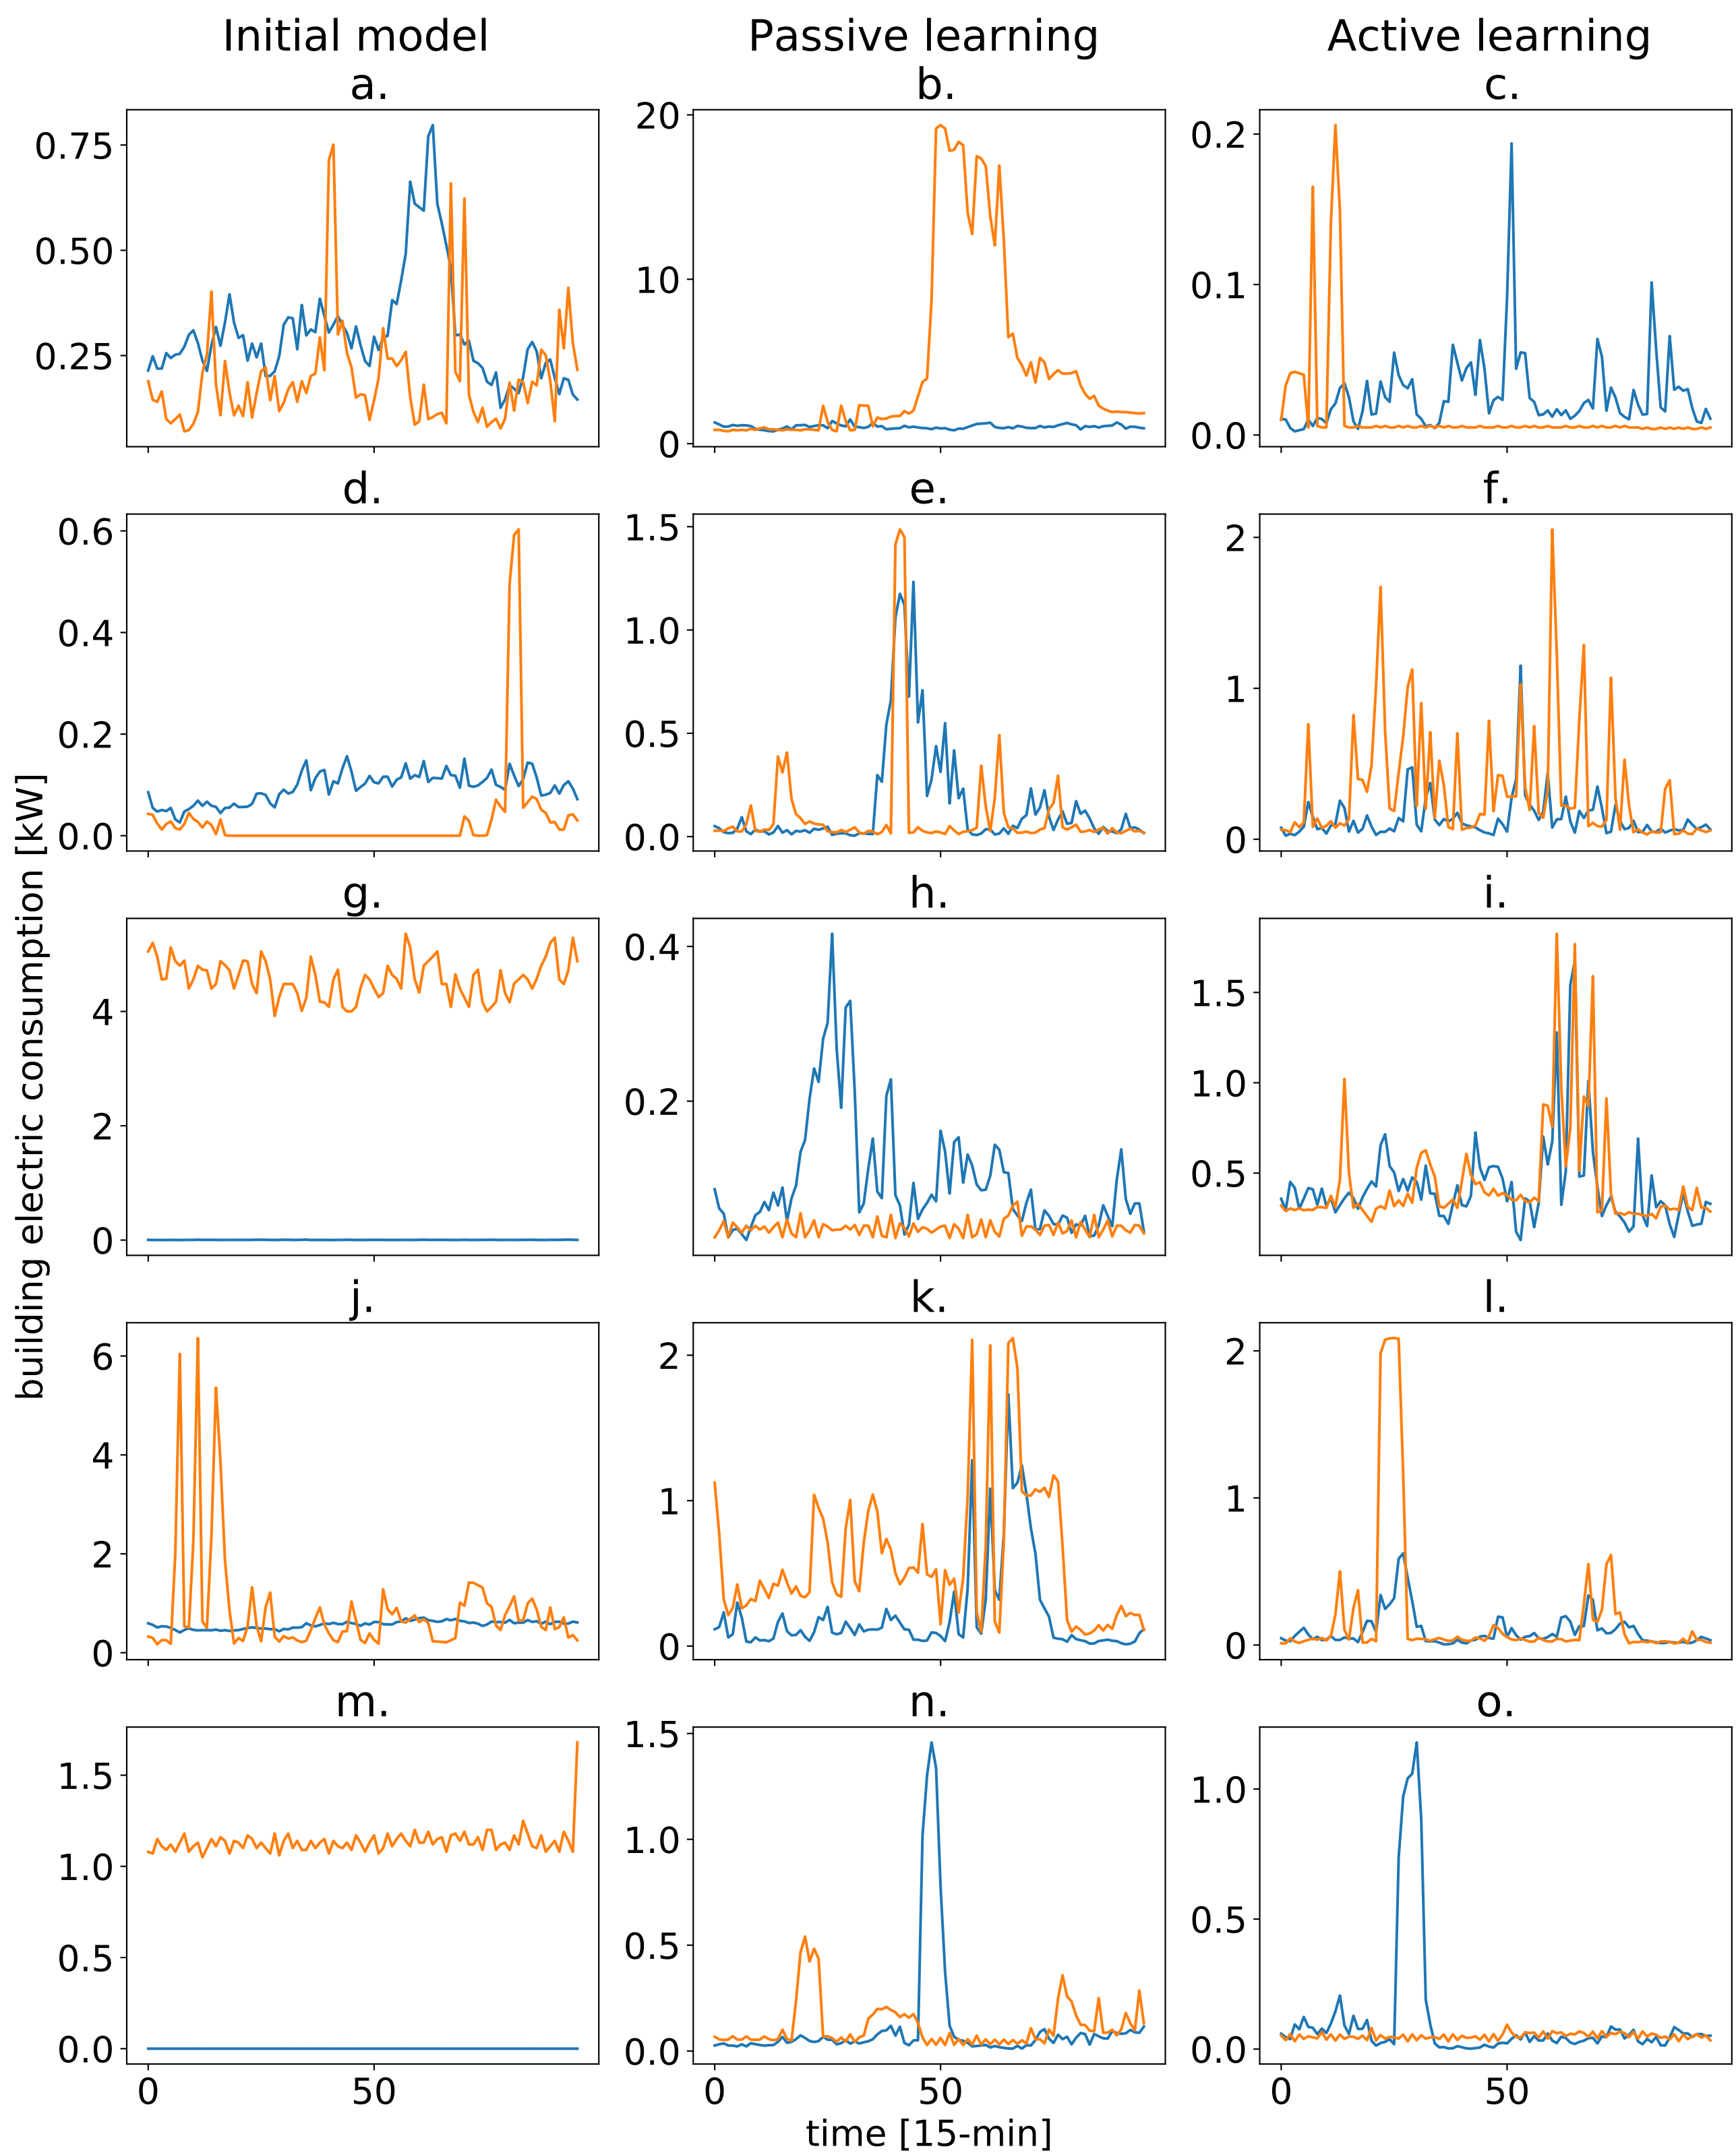 Initial model
Passive learning
Active learning
a.
b.
c.
0.75
0.50
0.25
20
10
0
0.2
0.1
0.0
d.
e.
f.
0.6
0.4
0.2
0.0
1.5
1.0
0.5
0.0
2
1
0
g.
h.
i.
4
2
0
0.4
0.2
1.5
1.0
0.5
j.
k.
l.
6
4
2
0
2
1
0
2
1
0
m.
n.
o.
1.5
1.0
0.5
0.0
1.5
1.0
0.5
0.0
1.0
0.5
0.0
0 50
0 50
0 50
time [15-min]
building electric consumption [kW]